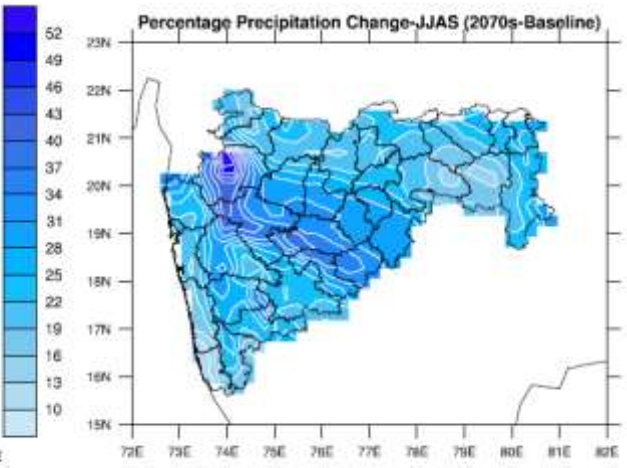 Percentage Precipitation Change-JJAS (2070s-Baseline)
52
49
46
43
40
37
34
31
28
25
22
19
16
13
10
23N
22N
21N
20N
19N
18N
17N
16N
15N
72E 73E 74E 75E 76E 77E 78E 79E 80E 81E 82E